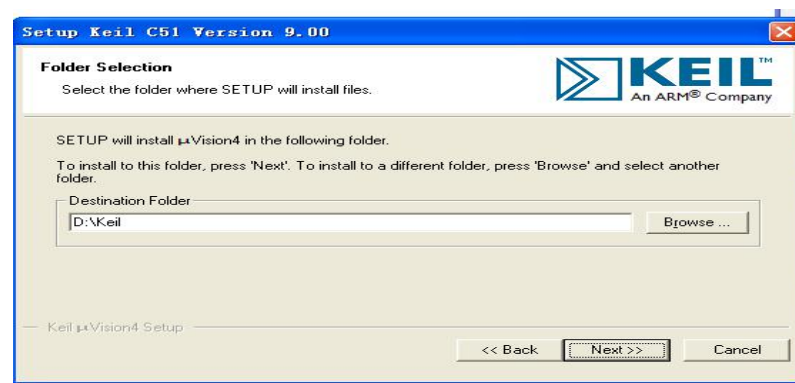 Setup Keil C51 Version 9.00
Folder Selection
Select the folder where SETUP will install files.
KEIL™
An ARM® Company
SETUP will install µVision4 in the following folder.
To install to this folder, press 'Next'. To install to a different folder, press 'Browse' and select another
folder.
Destination Folder
D:\Keil
Browse ...
Keil µVision4 Setup
<< Back
Next >>
Cancel